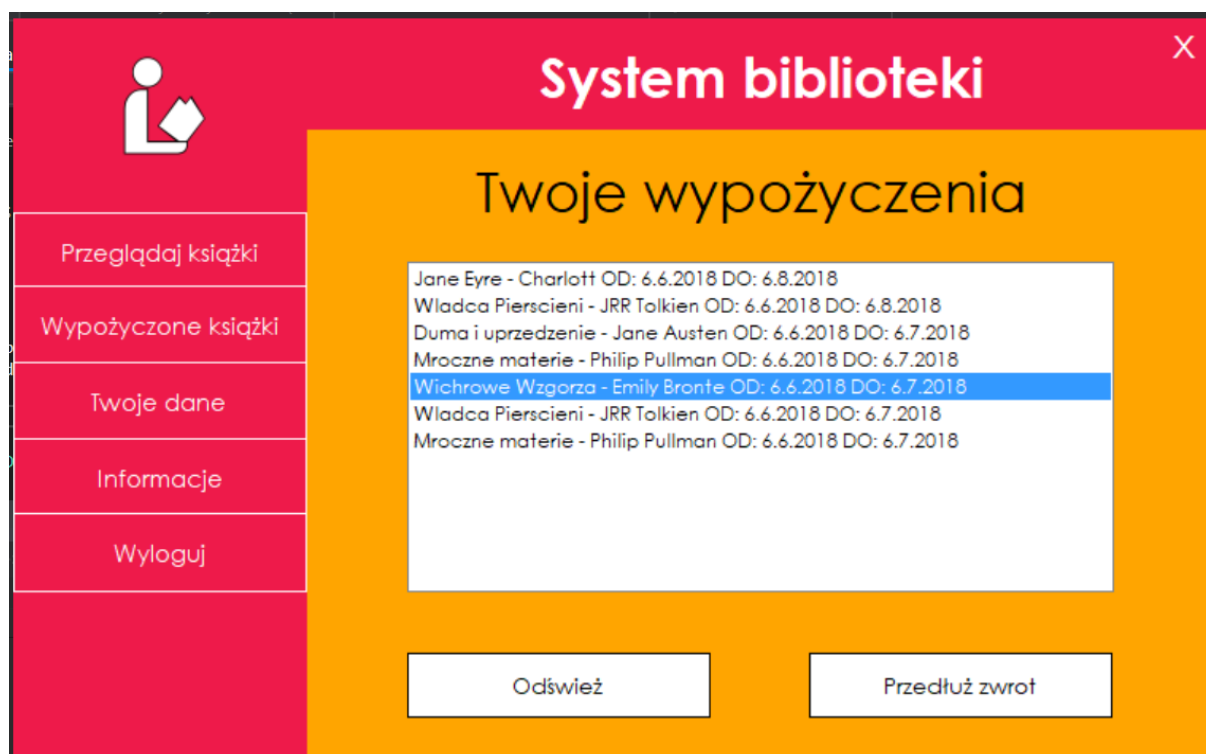 System biblioteki
X
Twoje wypożyczenia
Przeglądaj książki
Wypożyczone książki
Twoje dane
Informacje
Wyloguj
Jane Eyre - Charlott OD: 6.6.2018 DO: 6.8.2018
Wladca Pierscieni - JRR Tolkien OD: 6.6.2018 DO: 6.8.2018
Duma i uprzedzenie - Jane Austen OD: 6.6.2018 DO: 6.7.2018
Mroczne materie - Philip Pullman OD: 6.6.2018 DO: 6.7.2018
Wichrowe Wzgorza - Emily Bronte OD: 6.6.2018 DO: 6.7.2018
Wladca Pierscieni - JRR Tolkien OD: 6.6.2018 DO: 6.7.2018
Mroczne materie - Philip Pullman OD: 6.6.2018 DO: 6.7.2018
Odśwież
Przedłuż zwrot